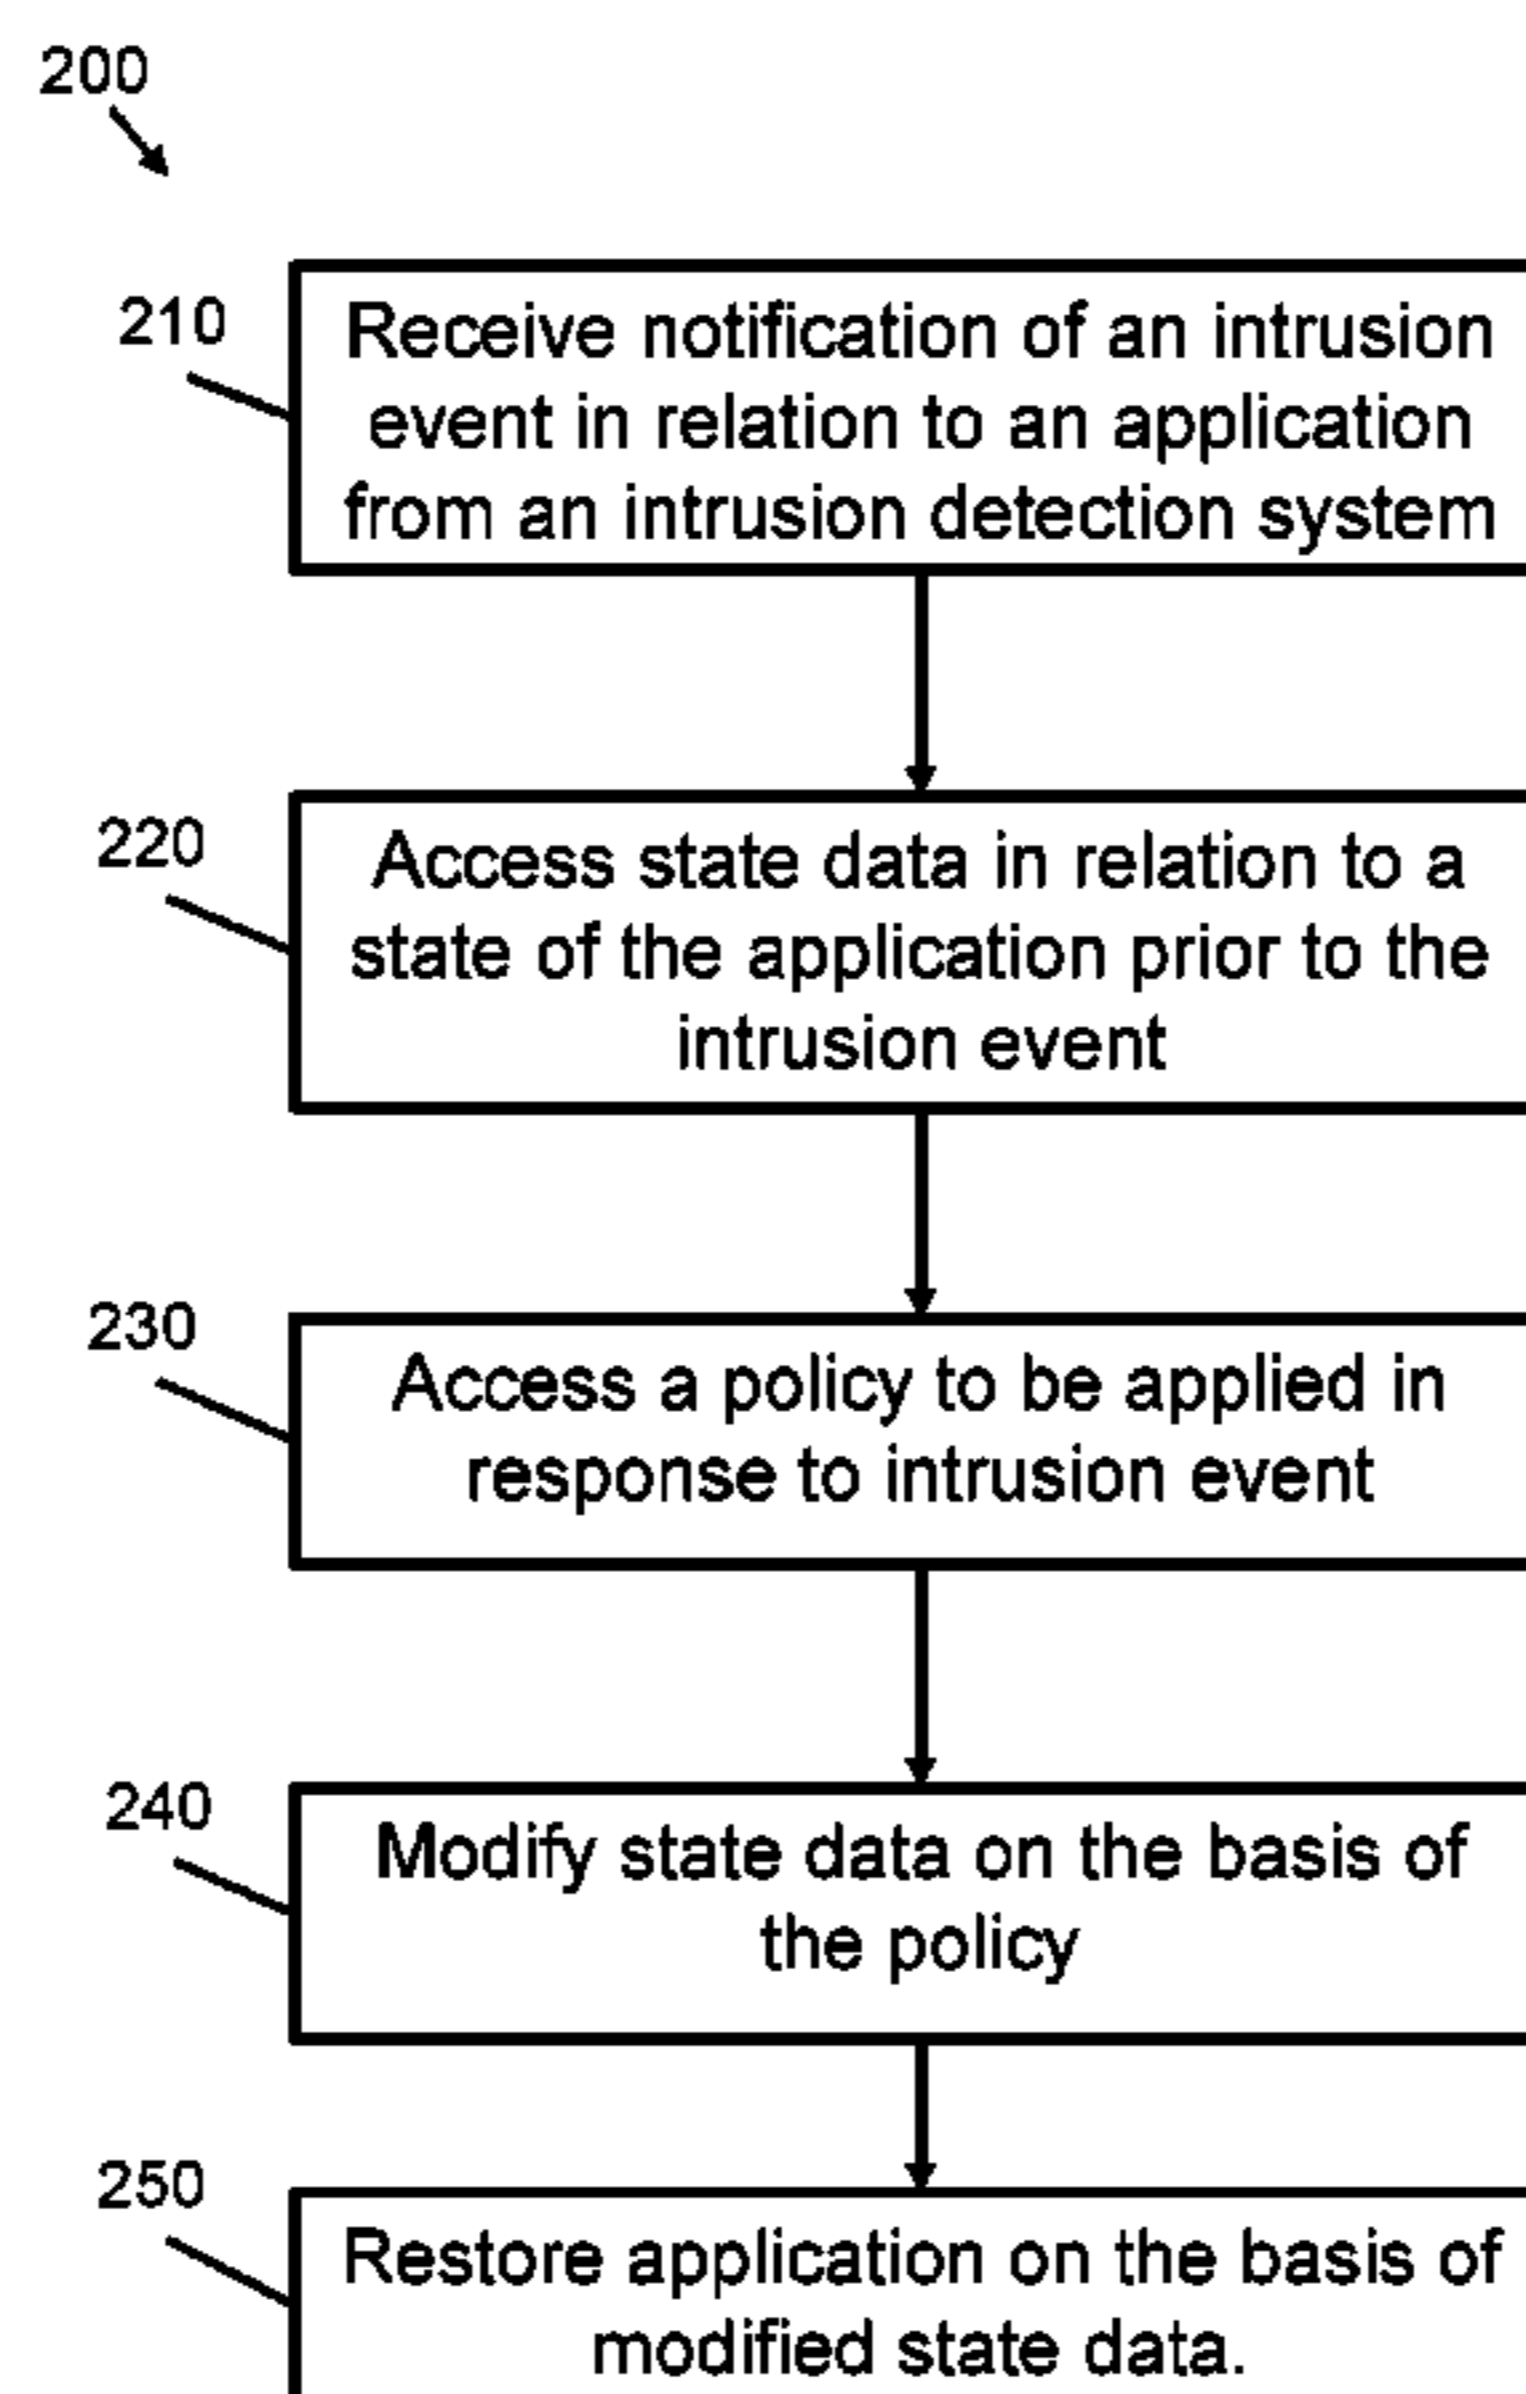 200
210
Receive notification of an intrusion
event in relation to an application
from an intrusion detection system
220
Access state data in relation to a
state of the application prior to the
intrusion event
230
Access a policy to be applied in
response to intrusion event
240
Modify state data on the basis of
the policy
250
Restore application on the basis of
modified state data.